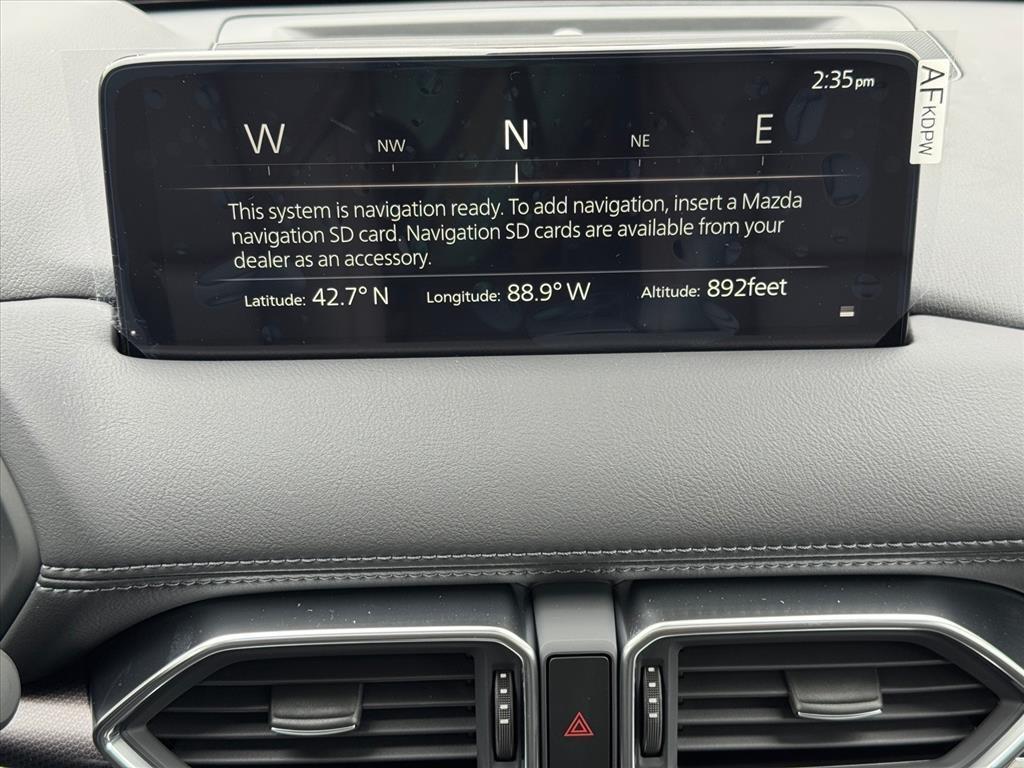 2:35pm
W NW N NE E
This system is navigation ready. To add navigation, insert a Mazda
navigation SD card. Navigation SD cards are available from your
dealer as an accessory.
Latitude: 42.7° N Longitude: 88.9° W Altitude: 892feet
AF KDPW